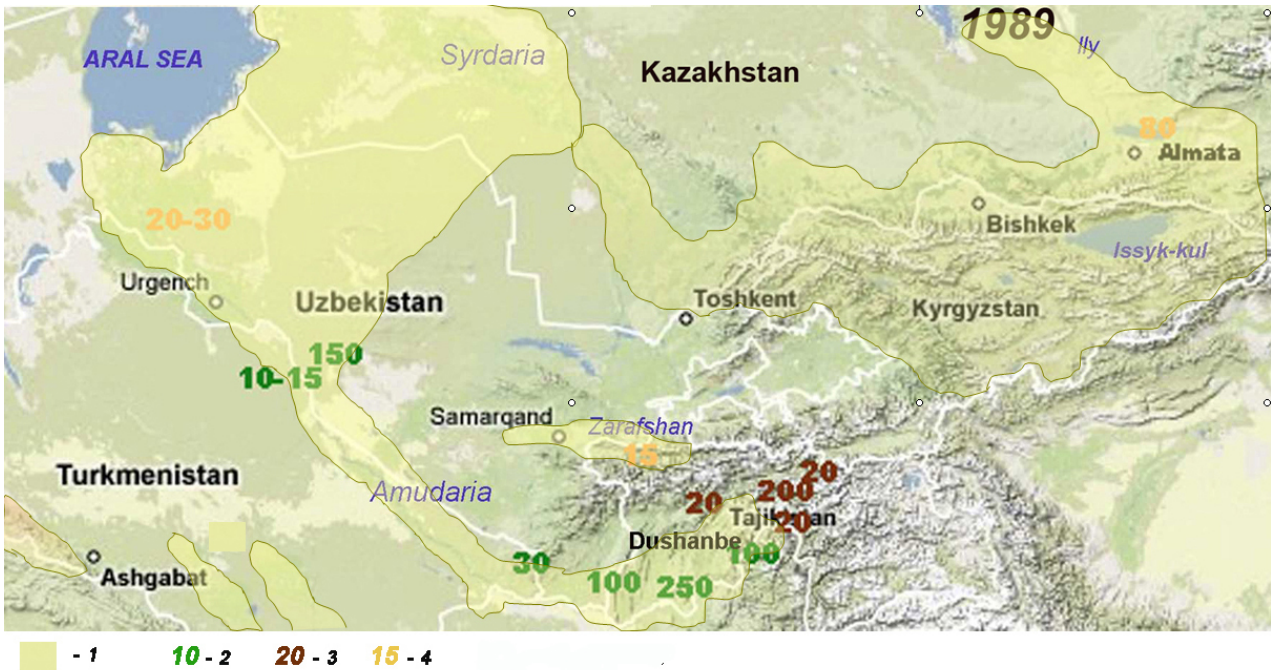 1989
ARAL SEA
Syrdaria
Ily
Kazakhstan
80
Almata
20-30
Bishkek
Issyk-kul
Urgench
Uzbekistan
Toshkent
Kyrgyzstan
150
10-15
Samarqand
Zarafshan
15
Turkmenistan
Amudaria
20
200
20
Tajikistan
20
Dushanbe
100
30
100
250
Ashgabat
- 1
10 - 2
20 - 3
15 - 4